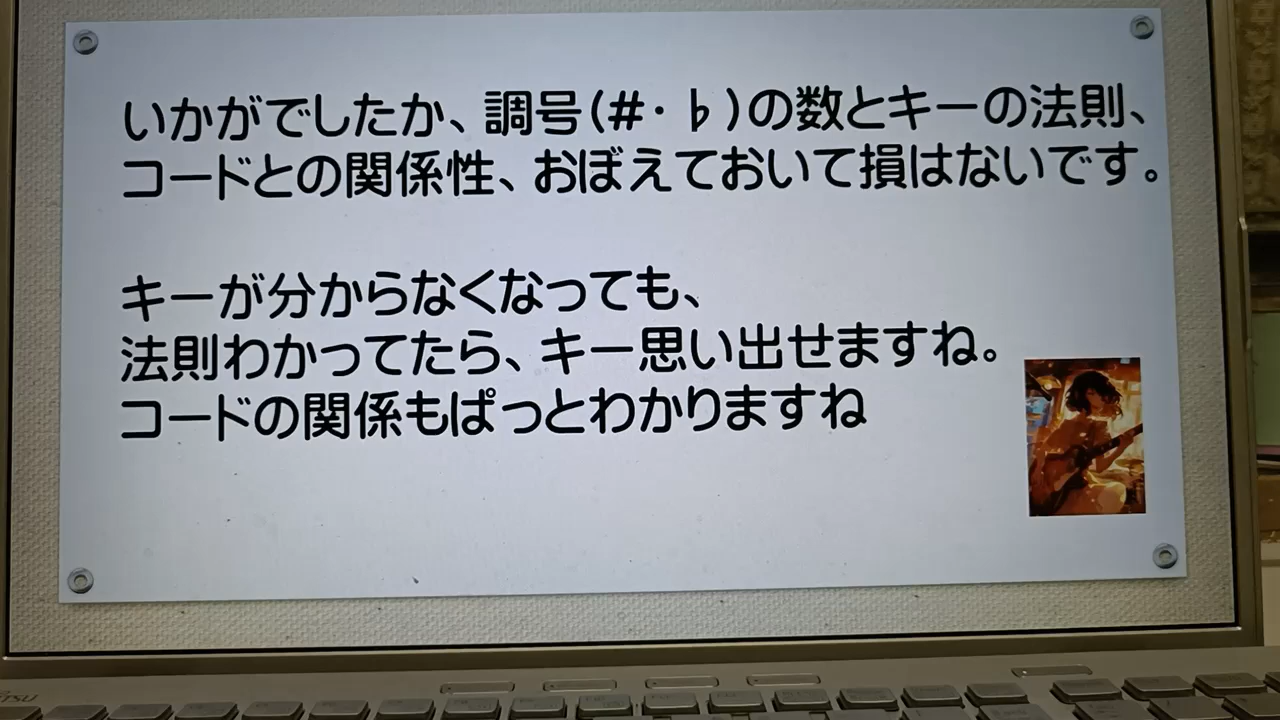 いかがでしたか、調号(#・♭)の数とキーの法則、
コードとの関係性、おぼえておいて損はないです。
キーが分からなくなっても、
法則わかってたら、キー思い出せますね。
コードの関係もぱっとわかりますね